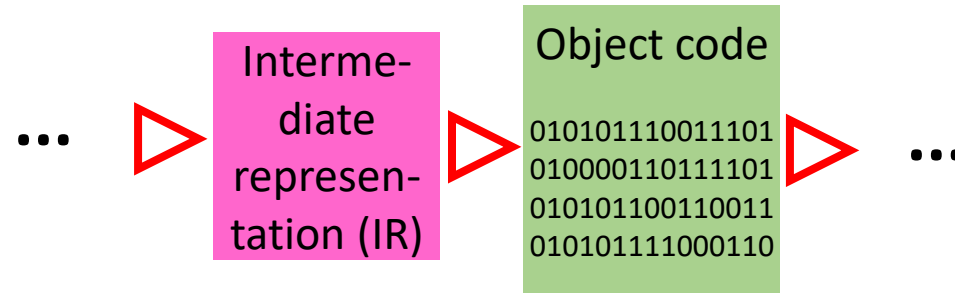 ...
Interme-
diate
represen-
tation (IR)
Object code
010101110011101
010000110111101
010101100110011
010101111000110
...